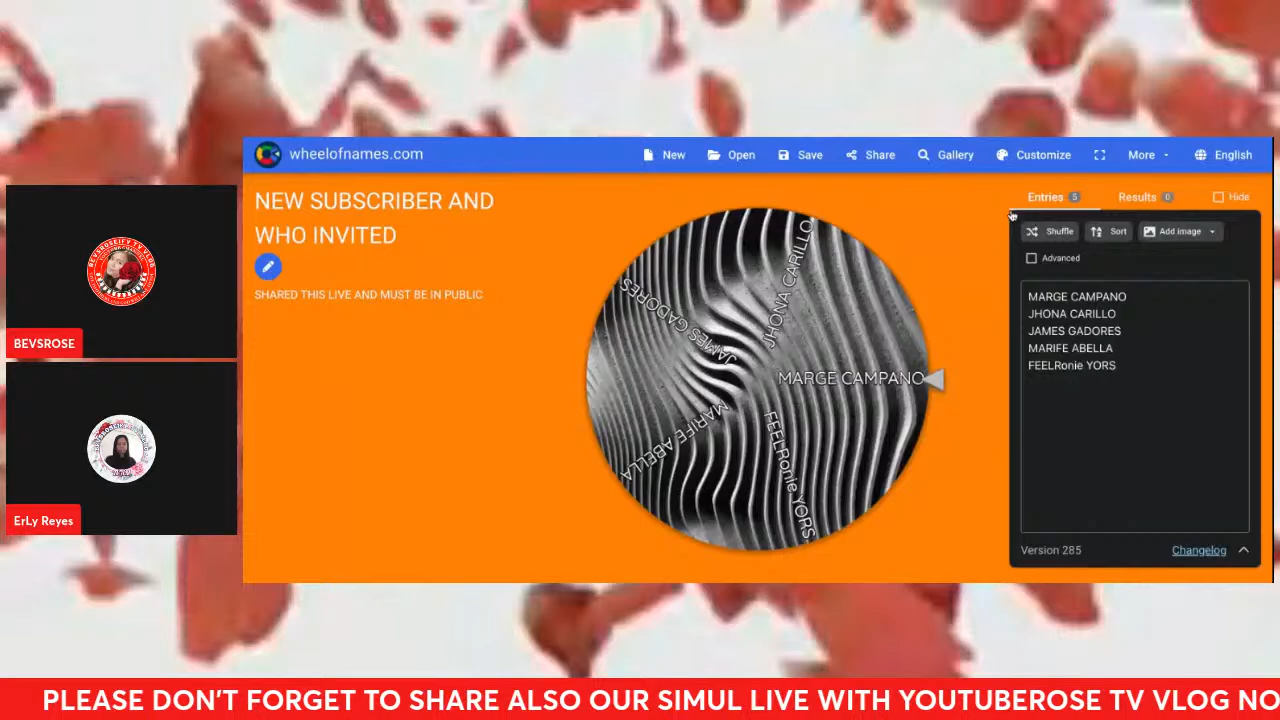 wheelofnames.com
New
Open
Save
Share
Gallery
Customize
More
English
NEW SUBSCRIBER AND
WHO INVITED
SHARED THIS LIVE AND MUST BE IN PUBLIC
Entries 5
Results 0
Hide
Shuffle
Sort
Add image
Advanced
MARGE CAMPANO
JHONA CARILLO
JAMES GADORES
MARIFE ABELLA
FEELRonie YORS
Version 285
Changelog
JHONA CARILLO
JAMES GADORES
MARGE CAMPANO
MARIFE ABELLA
FEELRonie YORS
BEVSROSE
ErLy Reyes
PLEASE DON'T FORGET TO SHARE ALSO OUR SIMUL LIVE WITH YOUTUBEROSE TV VLOG NO